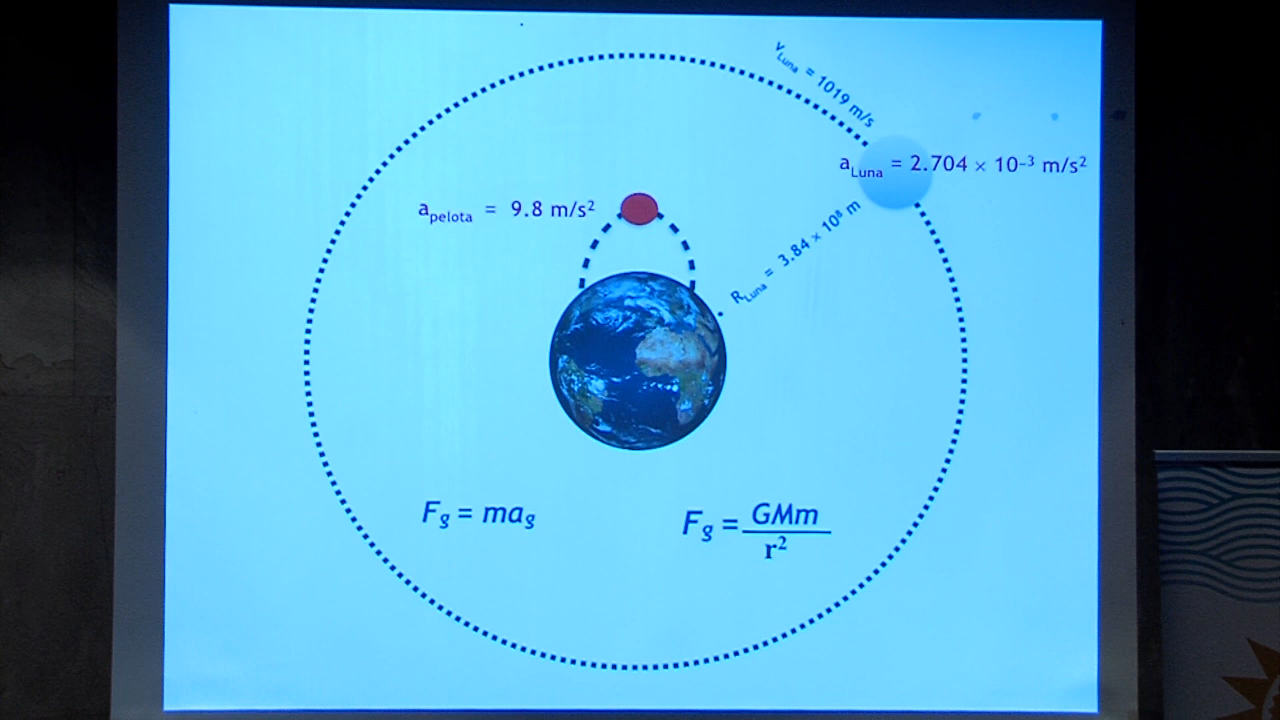 v_Luna = 1019 m/s
a_Luna = 2.704 × 10⁻³ m/s²
a_pelota = 9.8 m/s²
R_Luna = 3.84 × 10⁸ m
F_g = ma_g
F_g = GMm
r²